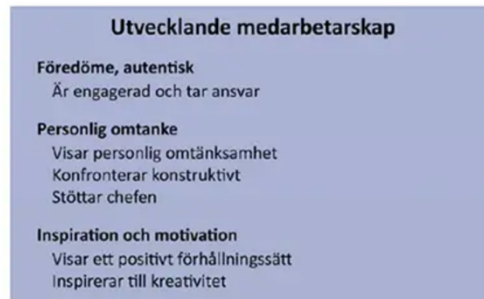 Utvecklande medarbetarskap
Föredöme, autentisk
Är engagerad och tar ansvar
Personlig omtanke
Visar personlig omtänksamhet
Konfronterar konstruktivt
Stöttar chefen
Inspiration och motivation
Visar ett positivt förhållningssätt
Inspirerar till kreativitet